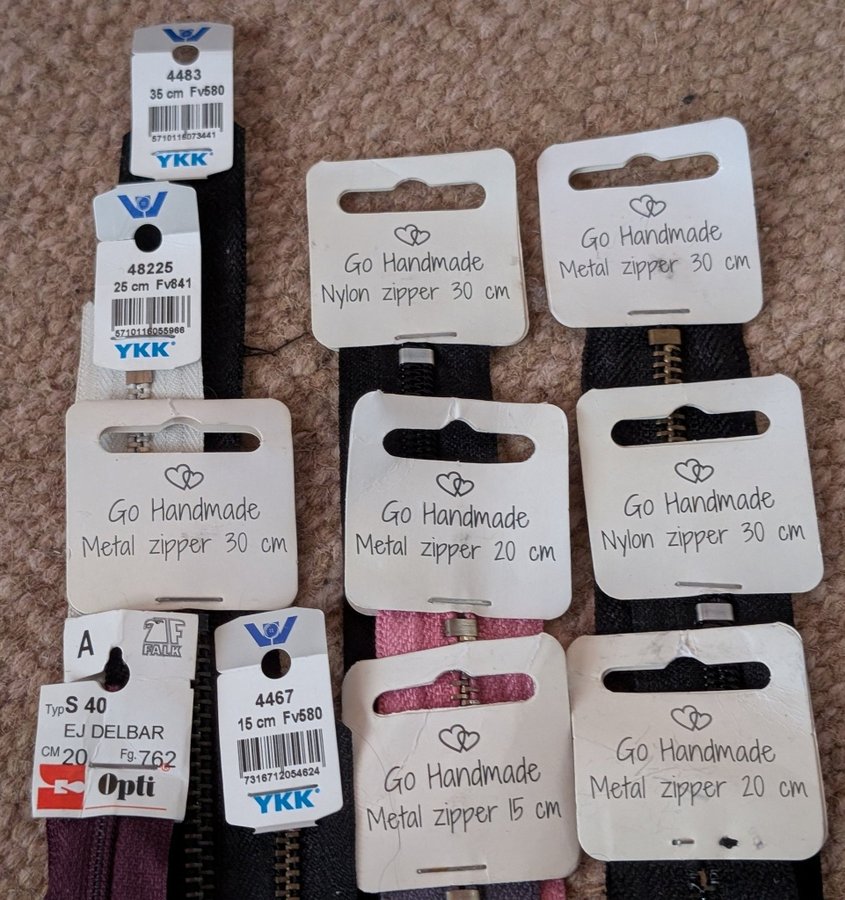 4483
35 cm Fv580
5710116073441
YKK
48225
25 cm Fv841
5710116055966
YKK
Go Handmade
Nylon zipper 30 cm
Go Handmade
Metal zipper 30 cm
Go Handmade
Metal zipper 30 cm
Go Handmade
Metal zipper 20 cm
Go Handmade
Nylon zipper 30 cm
A
FALK
Typ S 40
EJ DELBAR
CM 20 Fg. 762
Opti®
4467
15 cm Fv580
7316712054624
YKK
Go Handmade
Metal zipper 15 cm
Go Handmade
Metal zipper 20 cm